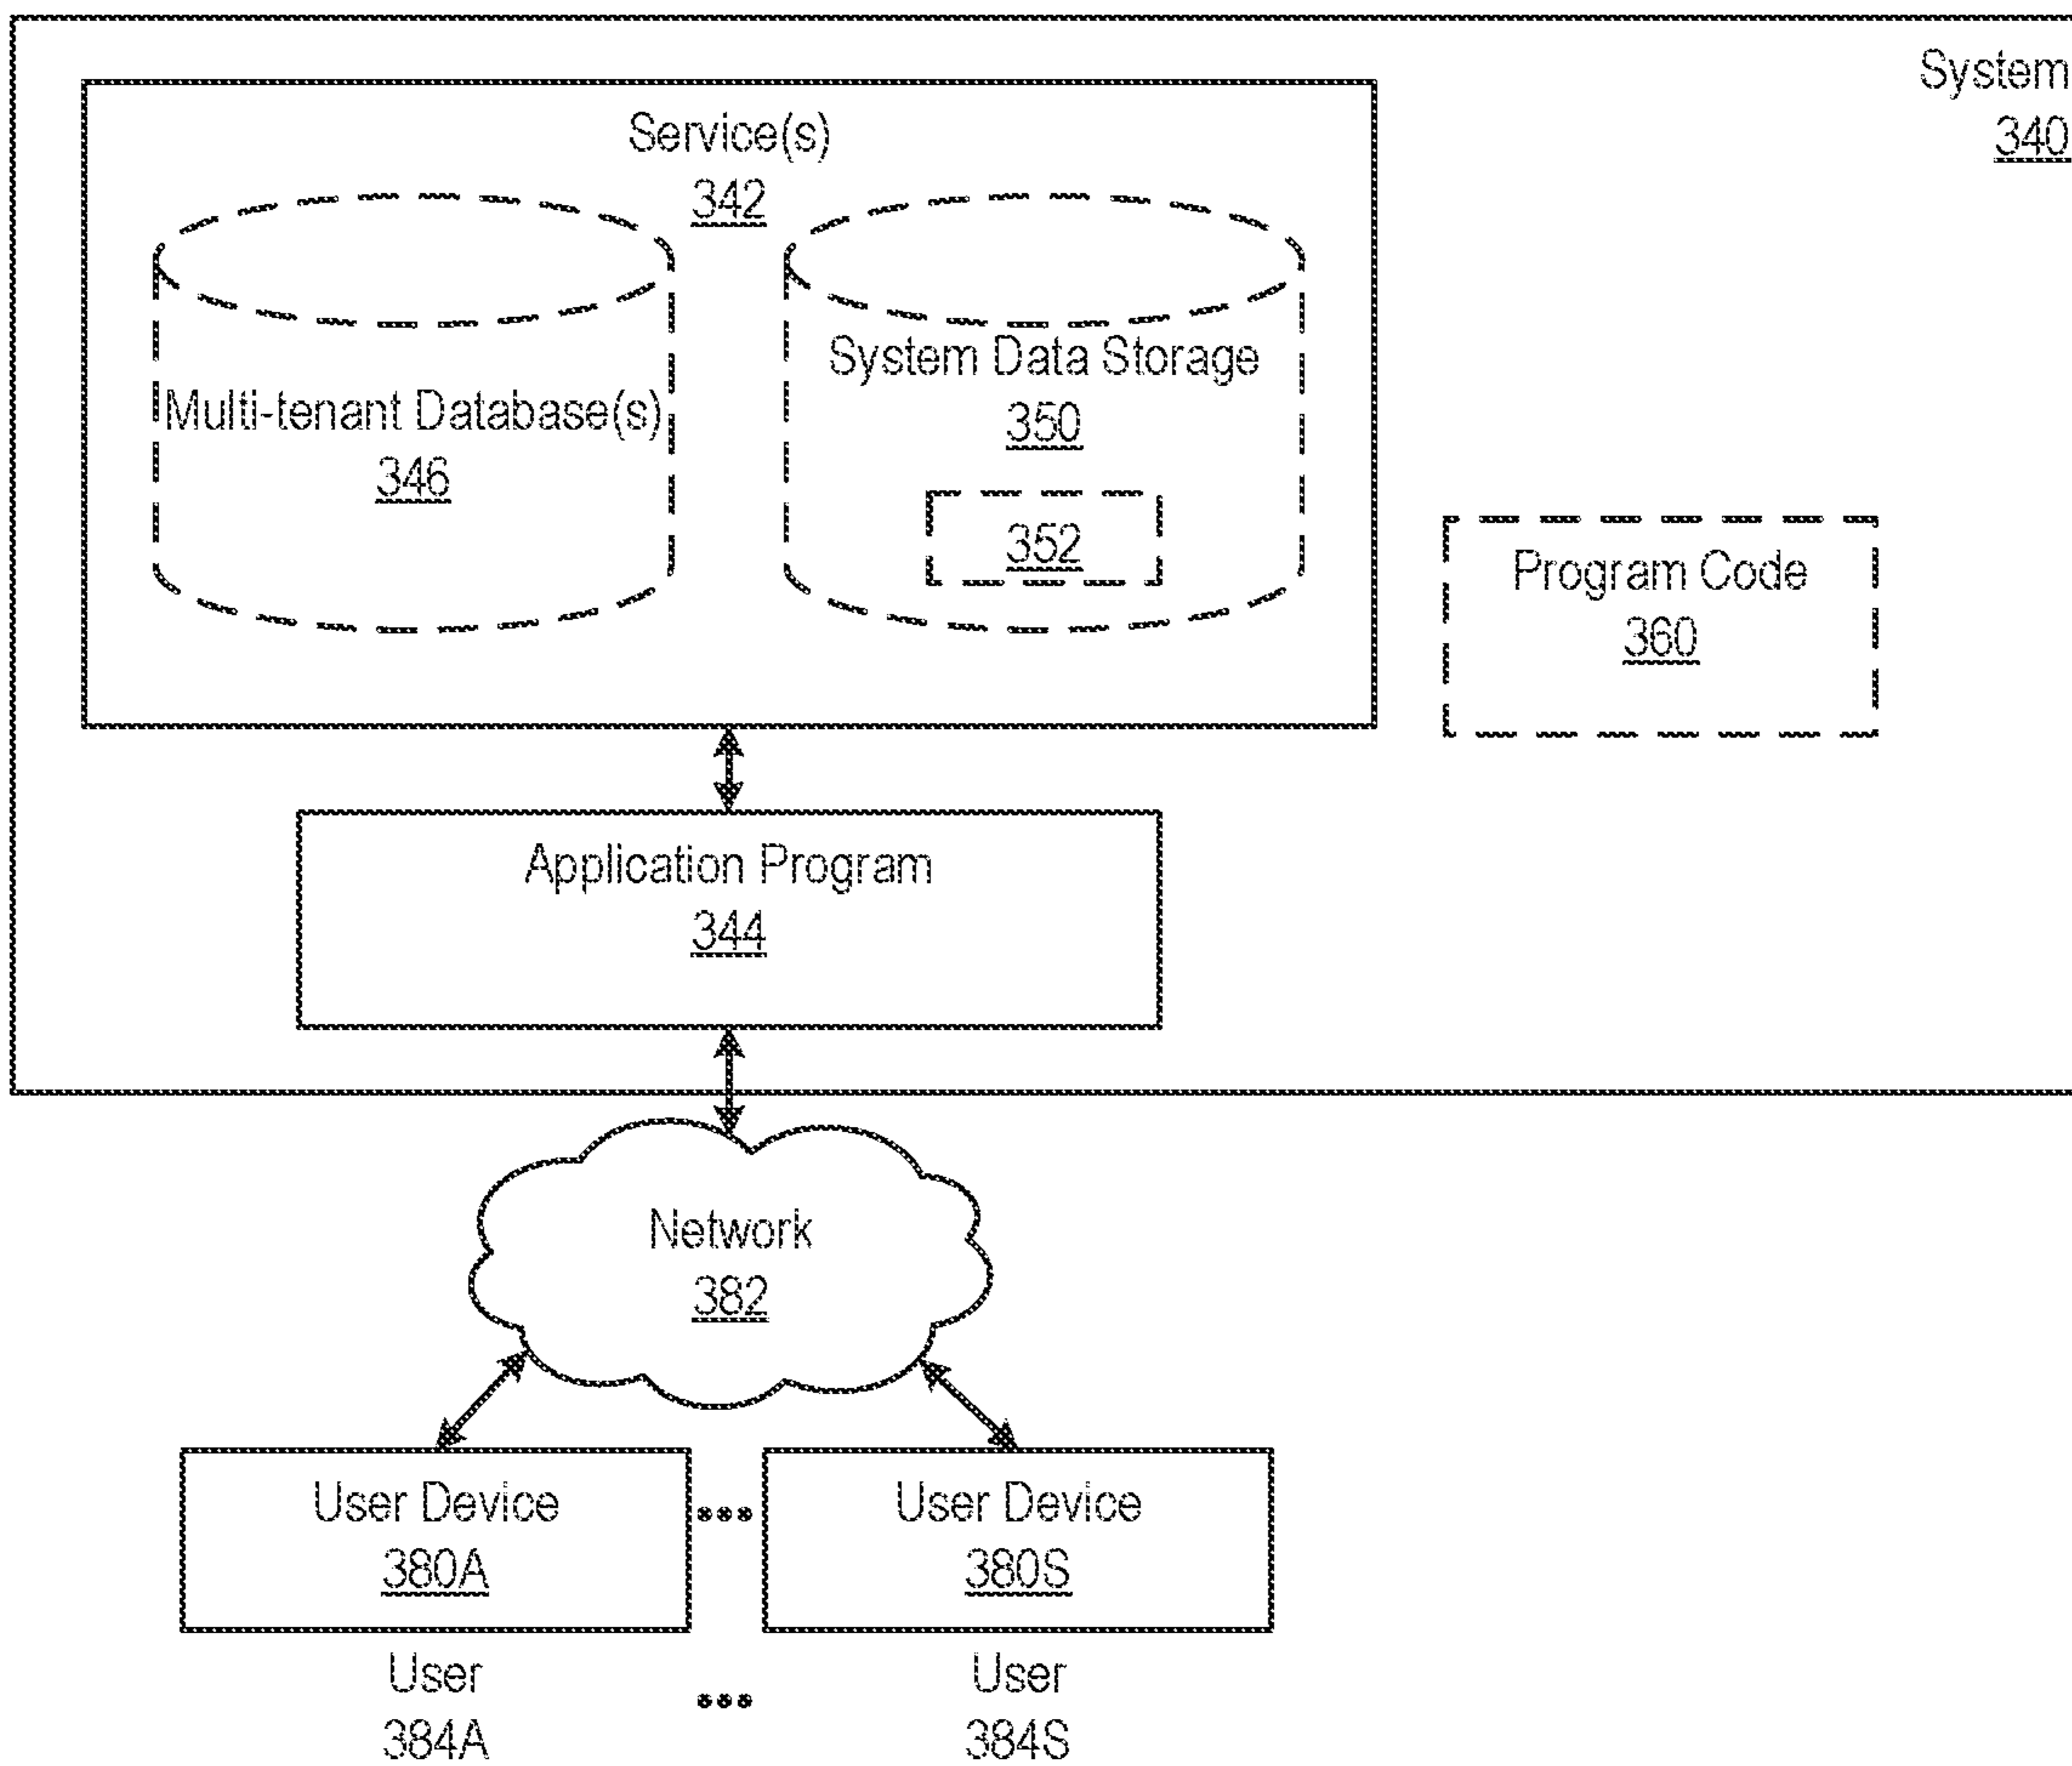 System
340
Service(s)
342
Multi-tenant Database(s)
346
System Data Storage
350
352
Program Code
360
Application Program
344
Network
382
User Device
380A
User Device
380S
User
384A
User
384S